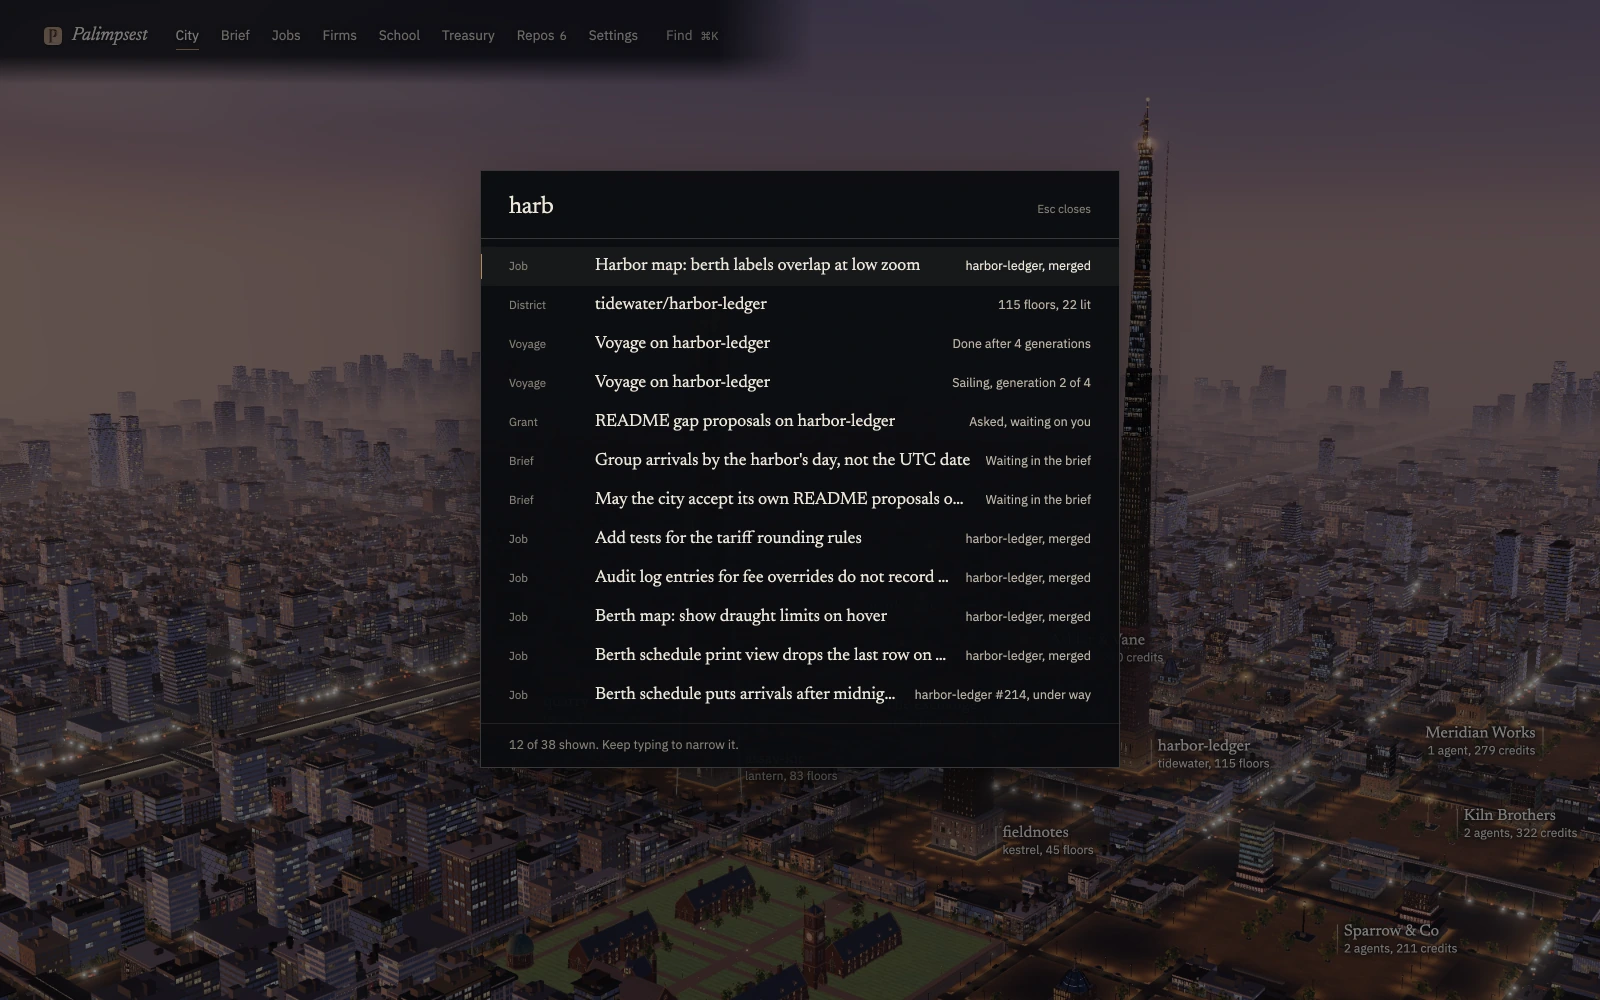 P Palimpsest City Brief Jobs Firms School Treasury Repos 6 Settings Find ⌘K
harb Esc closes
Job Harbor map: berth labels overlap at low zoom harbor-ledger, merged
District tidewater/harbor-ledger 115 floors, 22 lit
Voyage Voyage on harbor-ledger Done after 4 generations
Voyage Voyage on harbor-ledger Sailing, generation 2 of 4
Grant README gap proposals on harbor-ledger Asked, waiting on you
Brief Group arrivals by the harbor's day, not the UTC date Waiting in the brief
Brief May the city accept its own README proposals o... Waiting in the brief
Job Add tests for the tariff rounding rules harbor-ledger, merged
Job Audit log entries for fee overrides do not record ... harbor-ledger, merged
Job Berth map: show draught limits on hover harbor-ledger, merged
Job Berth schedule print view drops the last row on ... harbor-ledger, merged
Job Berth schedule puts arrivals after midnig... harbor-ledger #214, under way
12 of 38 shown. Keep typing to narrow it.
credits
Meridian Works
1 agent, 279 credits
harbor-ledger
tidewater, 115 floors
lantern, 83 floors
Kiln Brothers
2 agents, 322 credits
fieldnotes
kestrel, 45 floors
Sparrow & Co
2 agents, 211 credits